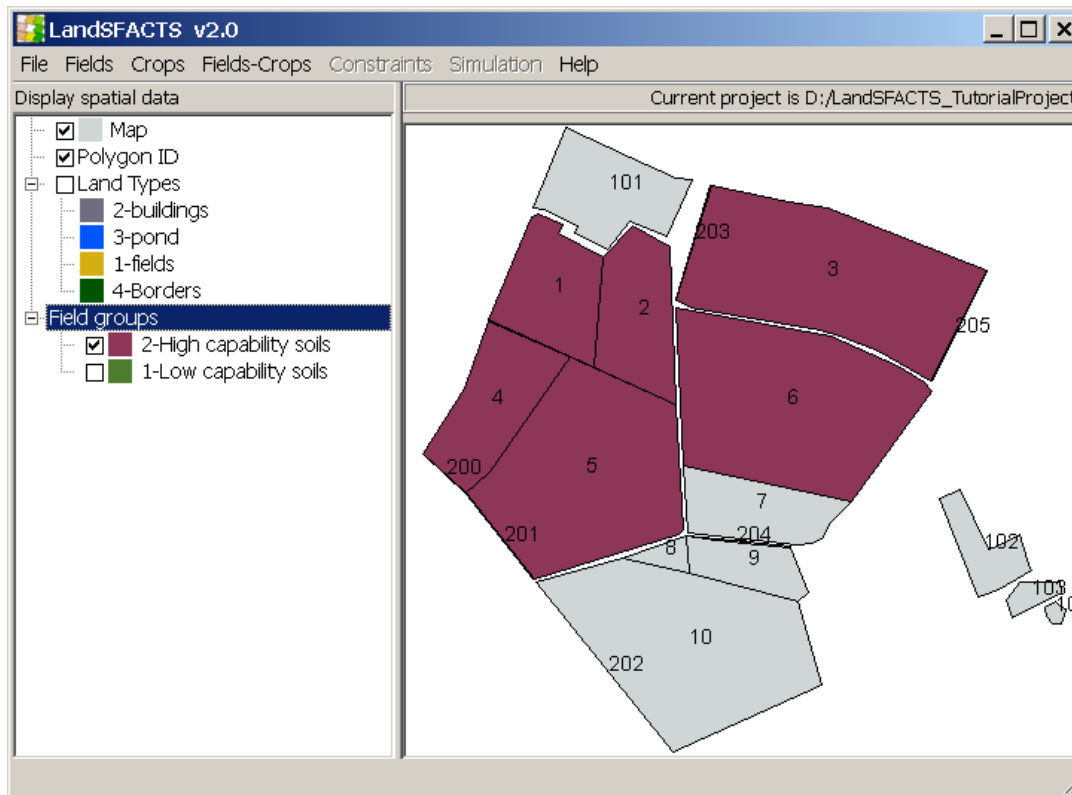 LandSFACTS v2.0
File Fields Crops Fields-Crops Constraints Simulation Help
Display spatial data
Current project is D:/LandSFACTS_TutorialProject
Map
Polygon ID
Land Types
2-buildings
3-pond
1-fields
4-Borders
Field groups
2-High capability soils
1-Low capability soils
101
203
3
1
2
205
4
6
200
5
7
201
204
8
9
102
103
10
10
202